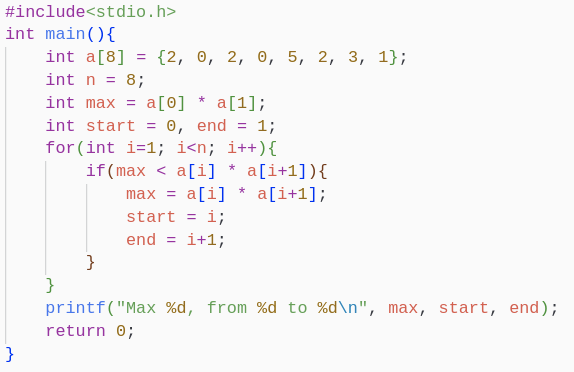 #include<stdio.h>
int main(){
    int a[8] = {2, 0, 2, 0, 5, 2, 3, 1};
    int n = 8;
    int max = a[0] * a[1];
    int start = 0, end = 1;
    for(int i=1; i<n; i++){
        if(max < a[i] * a[i+1]){
            max = a[i] * a[i+1];
            start = i;
            end = i+1;
        }
    }
    printf("Max %d, from %d to %d\n", max, start, end);
    return 0;
}